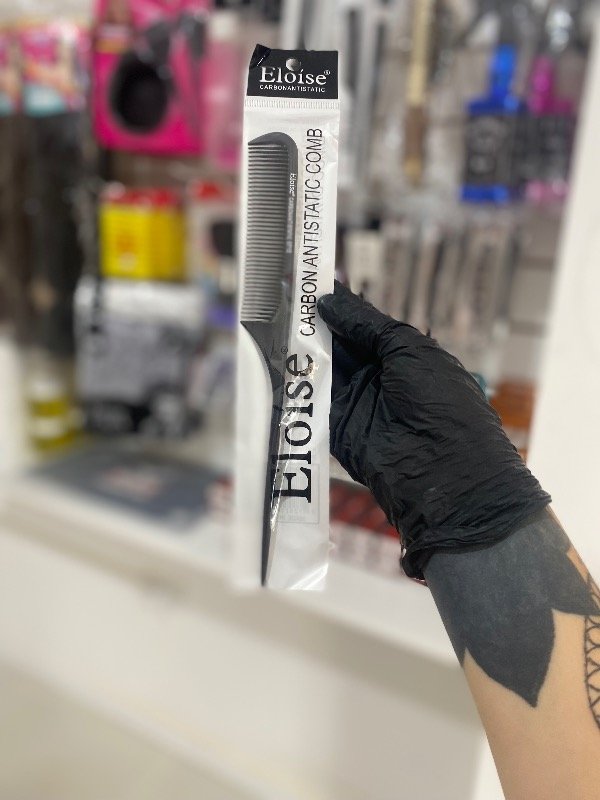 Eloise®
CARBONANTISTATIC
Eloise®
CARBON ANTISTATIC COMB